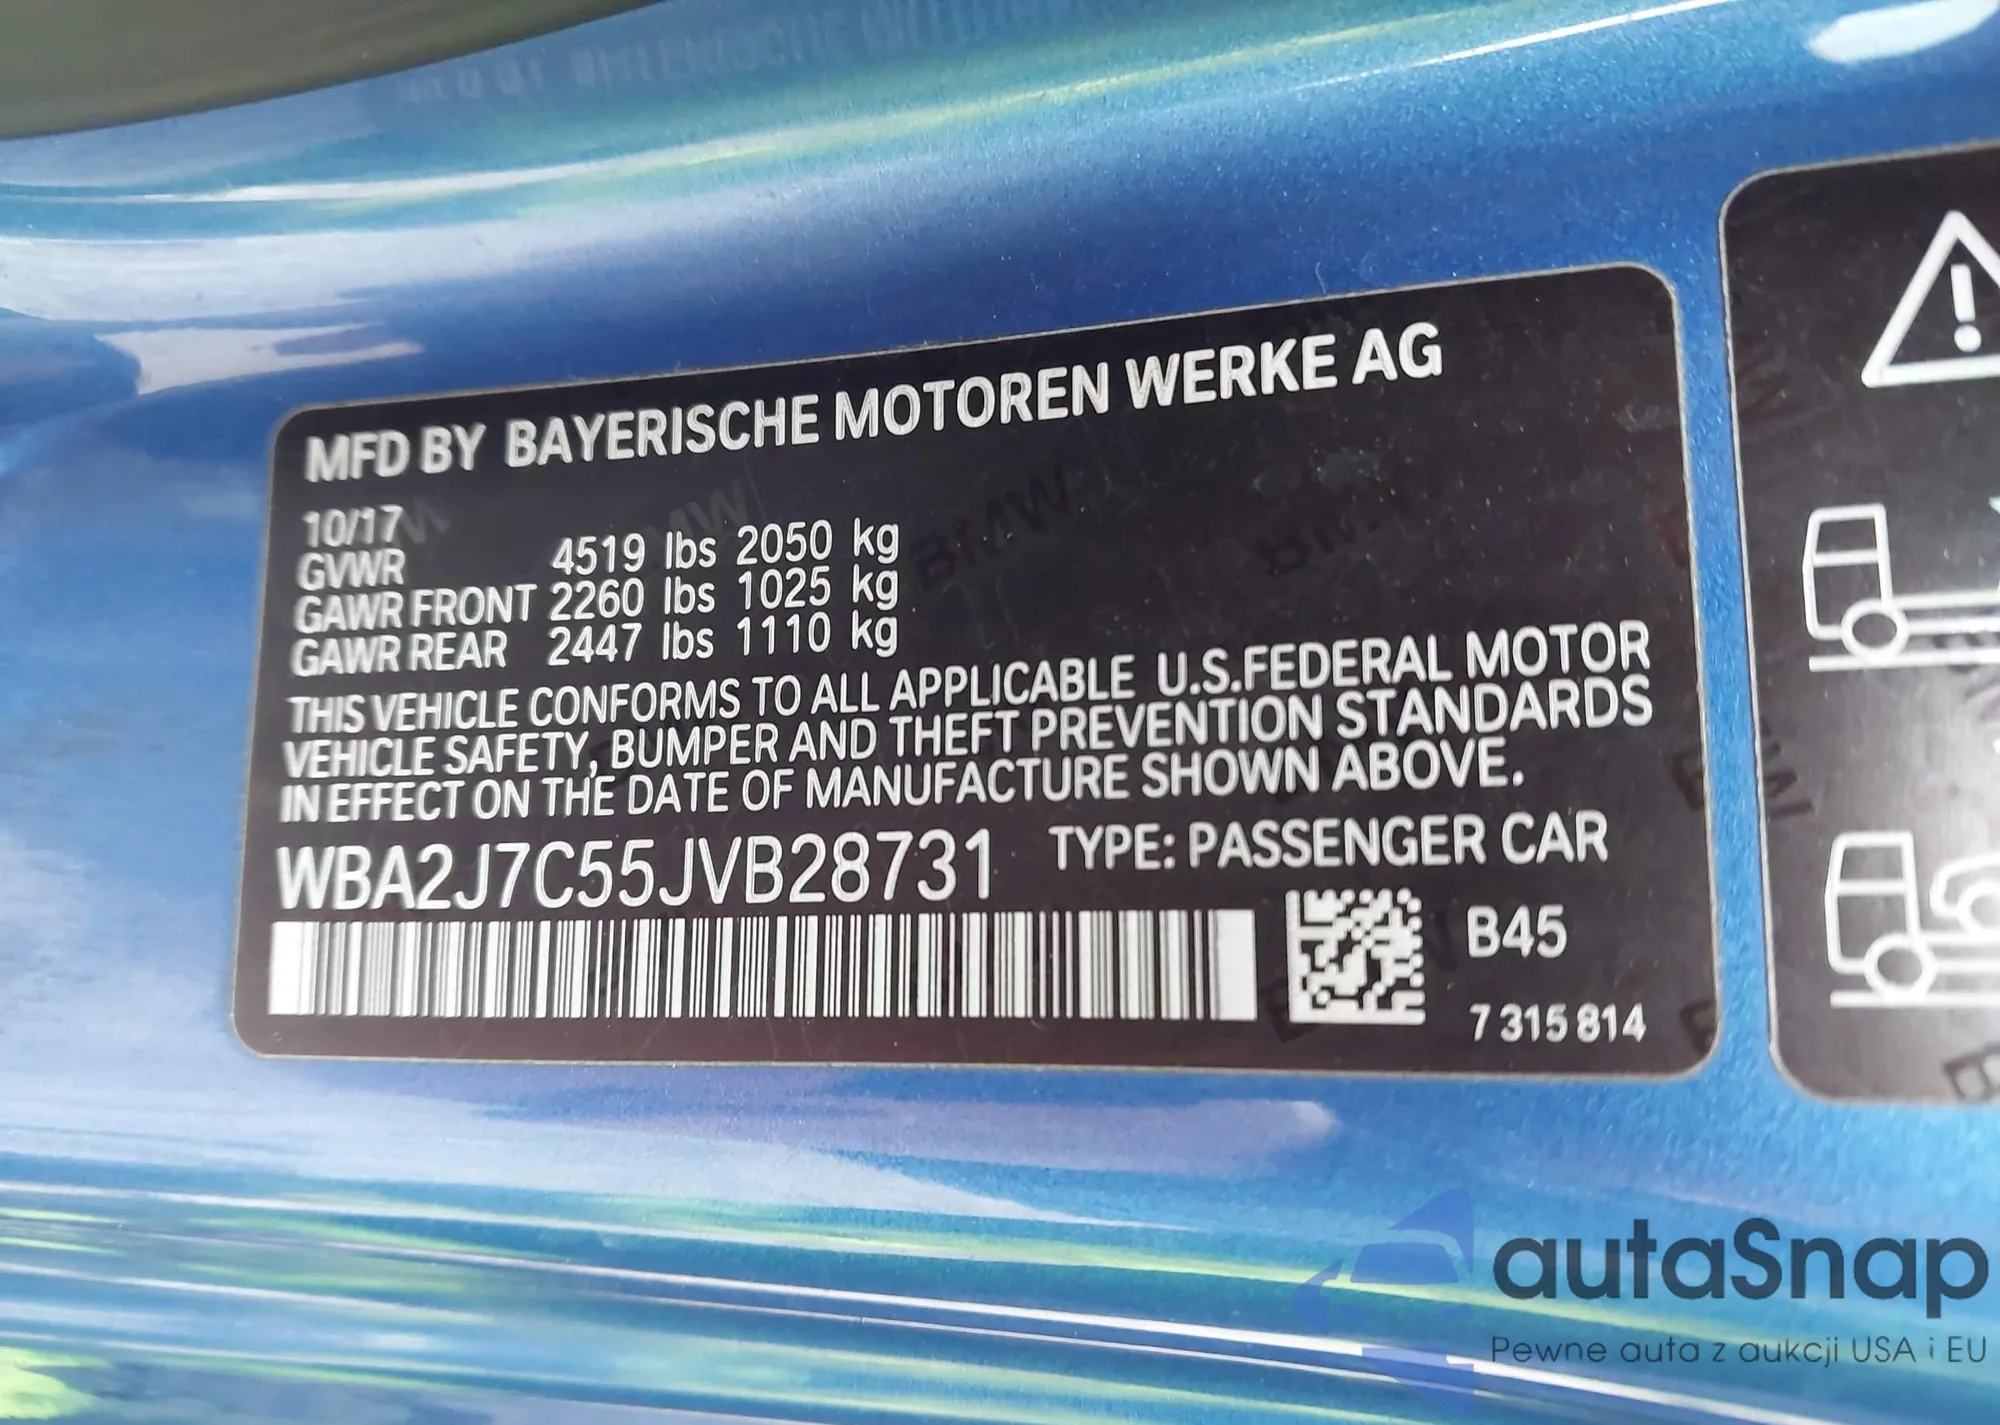 MFD BY BAYERISCHE MOTOREN WERKE AG
10/17
GVWR 4519 lbs 2050 kg
GAWR FRONT 2260 lbs 1025 kg
GAWR REAR 2447 lbs 1110 kg
THIS VEHICLE CONFORMS TO ALL APPLICABLE U.S.FEDERAL MOTOR
VEHICLE SAFETY, BUMPER AND THEFT PREVENTION STANDARDS
IN EFFECT ON THE DATE OF MANUFACTURE SHOWN ABOVE.
WBA2J7C55JVB28731 TYPE: PASSENGER CAR
B45
7 315 814
autaSnap
Pewne auta z aukcji USA i EU